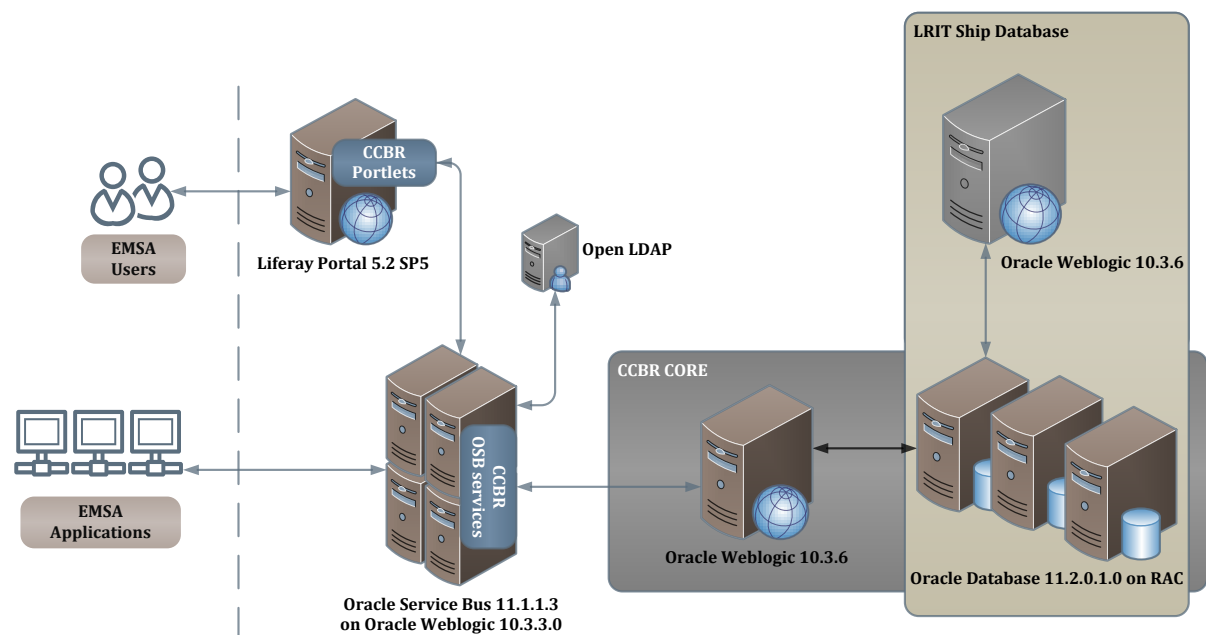 LRIT Ship Database
CCBR
Portlets
EMSA
Users
Liferay Portal 5.2 SP5
Open LDAP
Oracle Weblogic 10.3.6
CCBR CORE
CCBR
OSB services
EMSA
Applications
Oracle Weblogic 10.3.6
Oracle Database 11.2.0.1.0 on RAC
Oracle Service Bus 11.1.1.3
on Oracle Weblogic 10.3.3.0